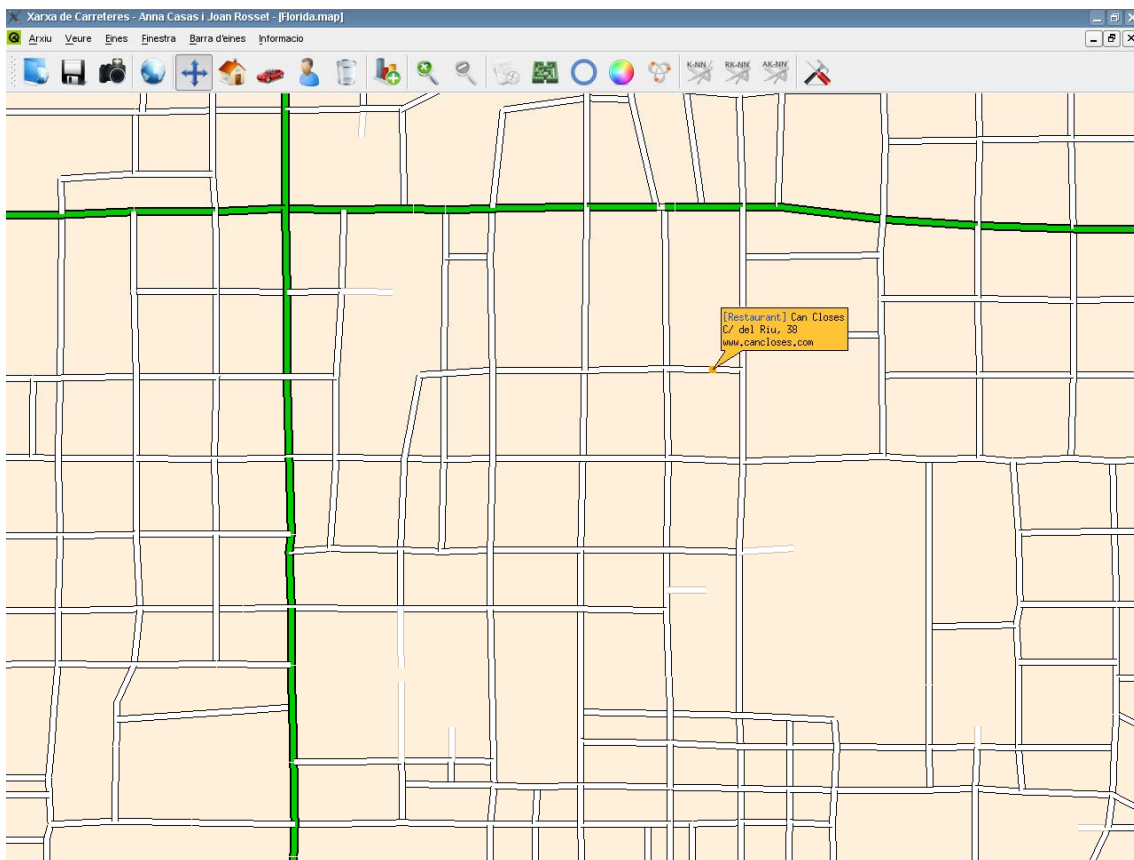 Xarxa de Carreteres - Anna Casas i Joan Rosset - [Florida.map]
Arxiu Veure Eines Finestra Barra d'eines Informacio
K-NN RK-NN AK-NN
[Restaurant] Can Closes
C/ del Riu, 38
www.cancloses.com